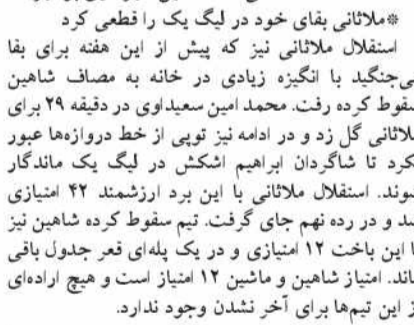 *ملاثانی بقای خود در لیگ یک را قطعی کرد
استقلال ملاثانی نیز که پیش از این هفته برای بقا
می‌جنگید با انگیزه زیادی در خانه به مصاف شاهین
سقوط کرده رفت. محمد امین سعیداوی در دقیقه ۲۹ برای
ملاثانی گل زد و در ادامه نیز توپی از خط دروازه‌ها عبور
نکرد تا شاگردان ابراهیم اشکش در لیگ یک ماندگار
شوند. استقلال ملاثانی با این برد ارزشمند ۴۲ امتیازی
شد و در رده نهم جای گرفت. تیم سقوط کرده شاهین نیز
با این باخت ۱۲ امتیازی و در یک پله‌ای قعر جدول باقی
ماند. امتیاز شاهین و ماشین ۱۲ امتیاز است و هیچ اراده‌ای
از این تیم‌ها برای آخر نشدن وجود ندارد.